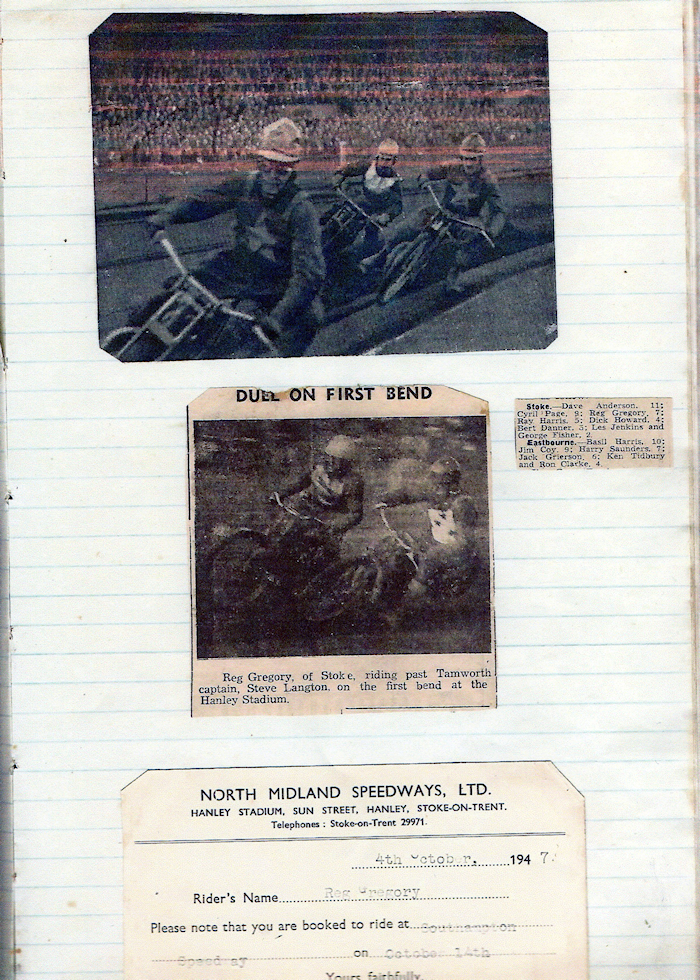 DUEL ON FIRST BEND
Stoke.—Dave Anderson, 11;
Cyril Page, 9; Reg Gregory, 7;
Ray Harris, 5; Dick Howard, 4;
Bert Danner, 3; Les Jenkins and
George Fisher, 2.
Eastbourne.—Basil Harris, 10;
Jim Coy, 9; Harry Saunders, 7;
Jack Grierson, 6; Ken Tidbury
and Ron Clarke, 4.
Reg Gregory, of Stoke, riding past Tamworth
captain, Steve Langton, on the first bend at the
Hanley Stadium.
NORTH MIDLAND SPEEDWAYS, LTD.
HANLEY STADIUM, SUN STREET, HANLEY, STOKE-ON-TRENT.
Telephones : Stoke-on-Trent 29971.
4th October, 1947.
Rider's Name Reg Gregory
Please note that you are booked to ride at Southampton
Speedway on October 14th
Yours faithfully,